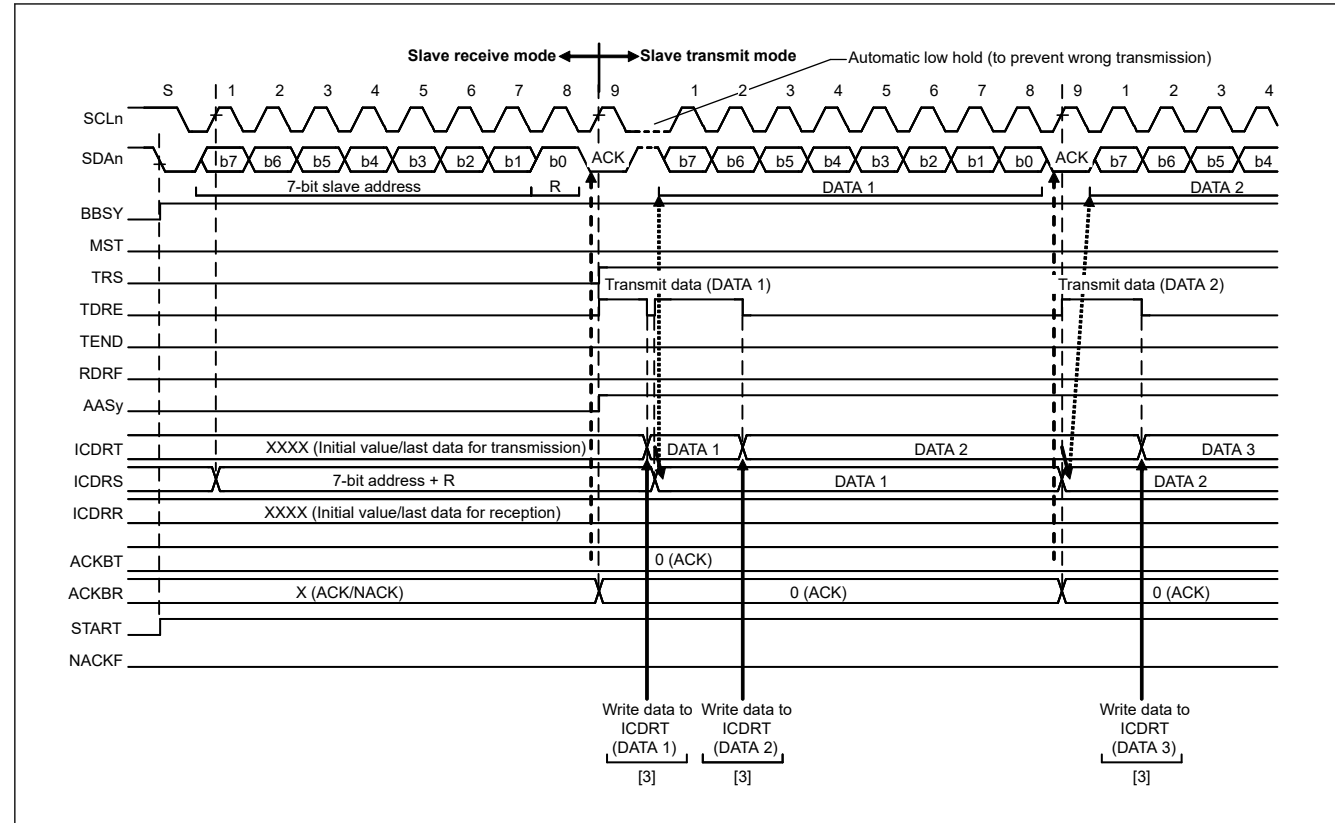 Slave receive mode Slave transmit mode Automatic low hold (to prevent wrong transmission)
S 1 2 3 4 5 6 7 8 9 1 2 3 4 5 6 7 8 9 1 2 3 4
SCLn
SDAn b7 b6 b5 b4 b3 b2 b1 b0 ACK b7 b6 b5 b4 b3 b2 b1 b0 ACK b7 b6 b5 b4
7-bit slave address R DATA 1 DATA 2
BBSY
MST
TRS
Transmit data (DATA 1) Transmit data (DATA 2)
TDRE
TEND
RDRF
AASy
ICDRT XXXX (Initial value/last data for transmission) DATA 1 DATA 2 DATA 3
ICDRS 7-bit address + R DATA 1 DATA 2
ICDRR XXXX (Initial value/last data for reception)
ACKBT 0 (ACK)
ACKBR X (ACK/NACK) 0 (ACK) 0 (ACK)
START
NACKF
Write data to Write data to Write data to
ICDRT ICDRT ICDRT
(DATA 1) (DATA 2) (DATA 3)
[3] [3] [3]